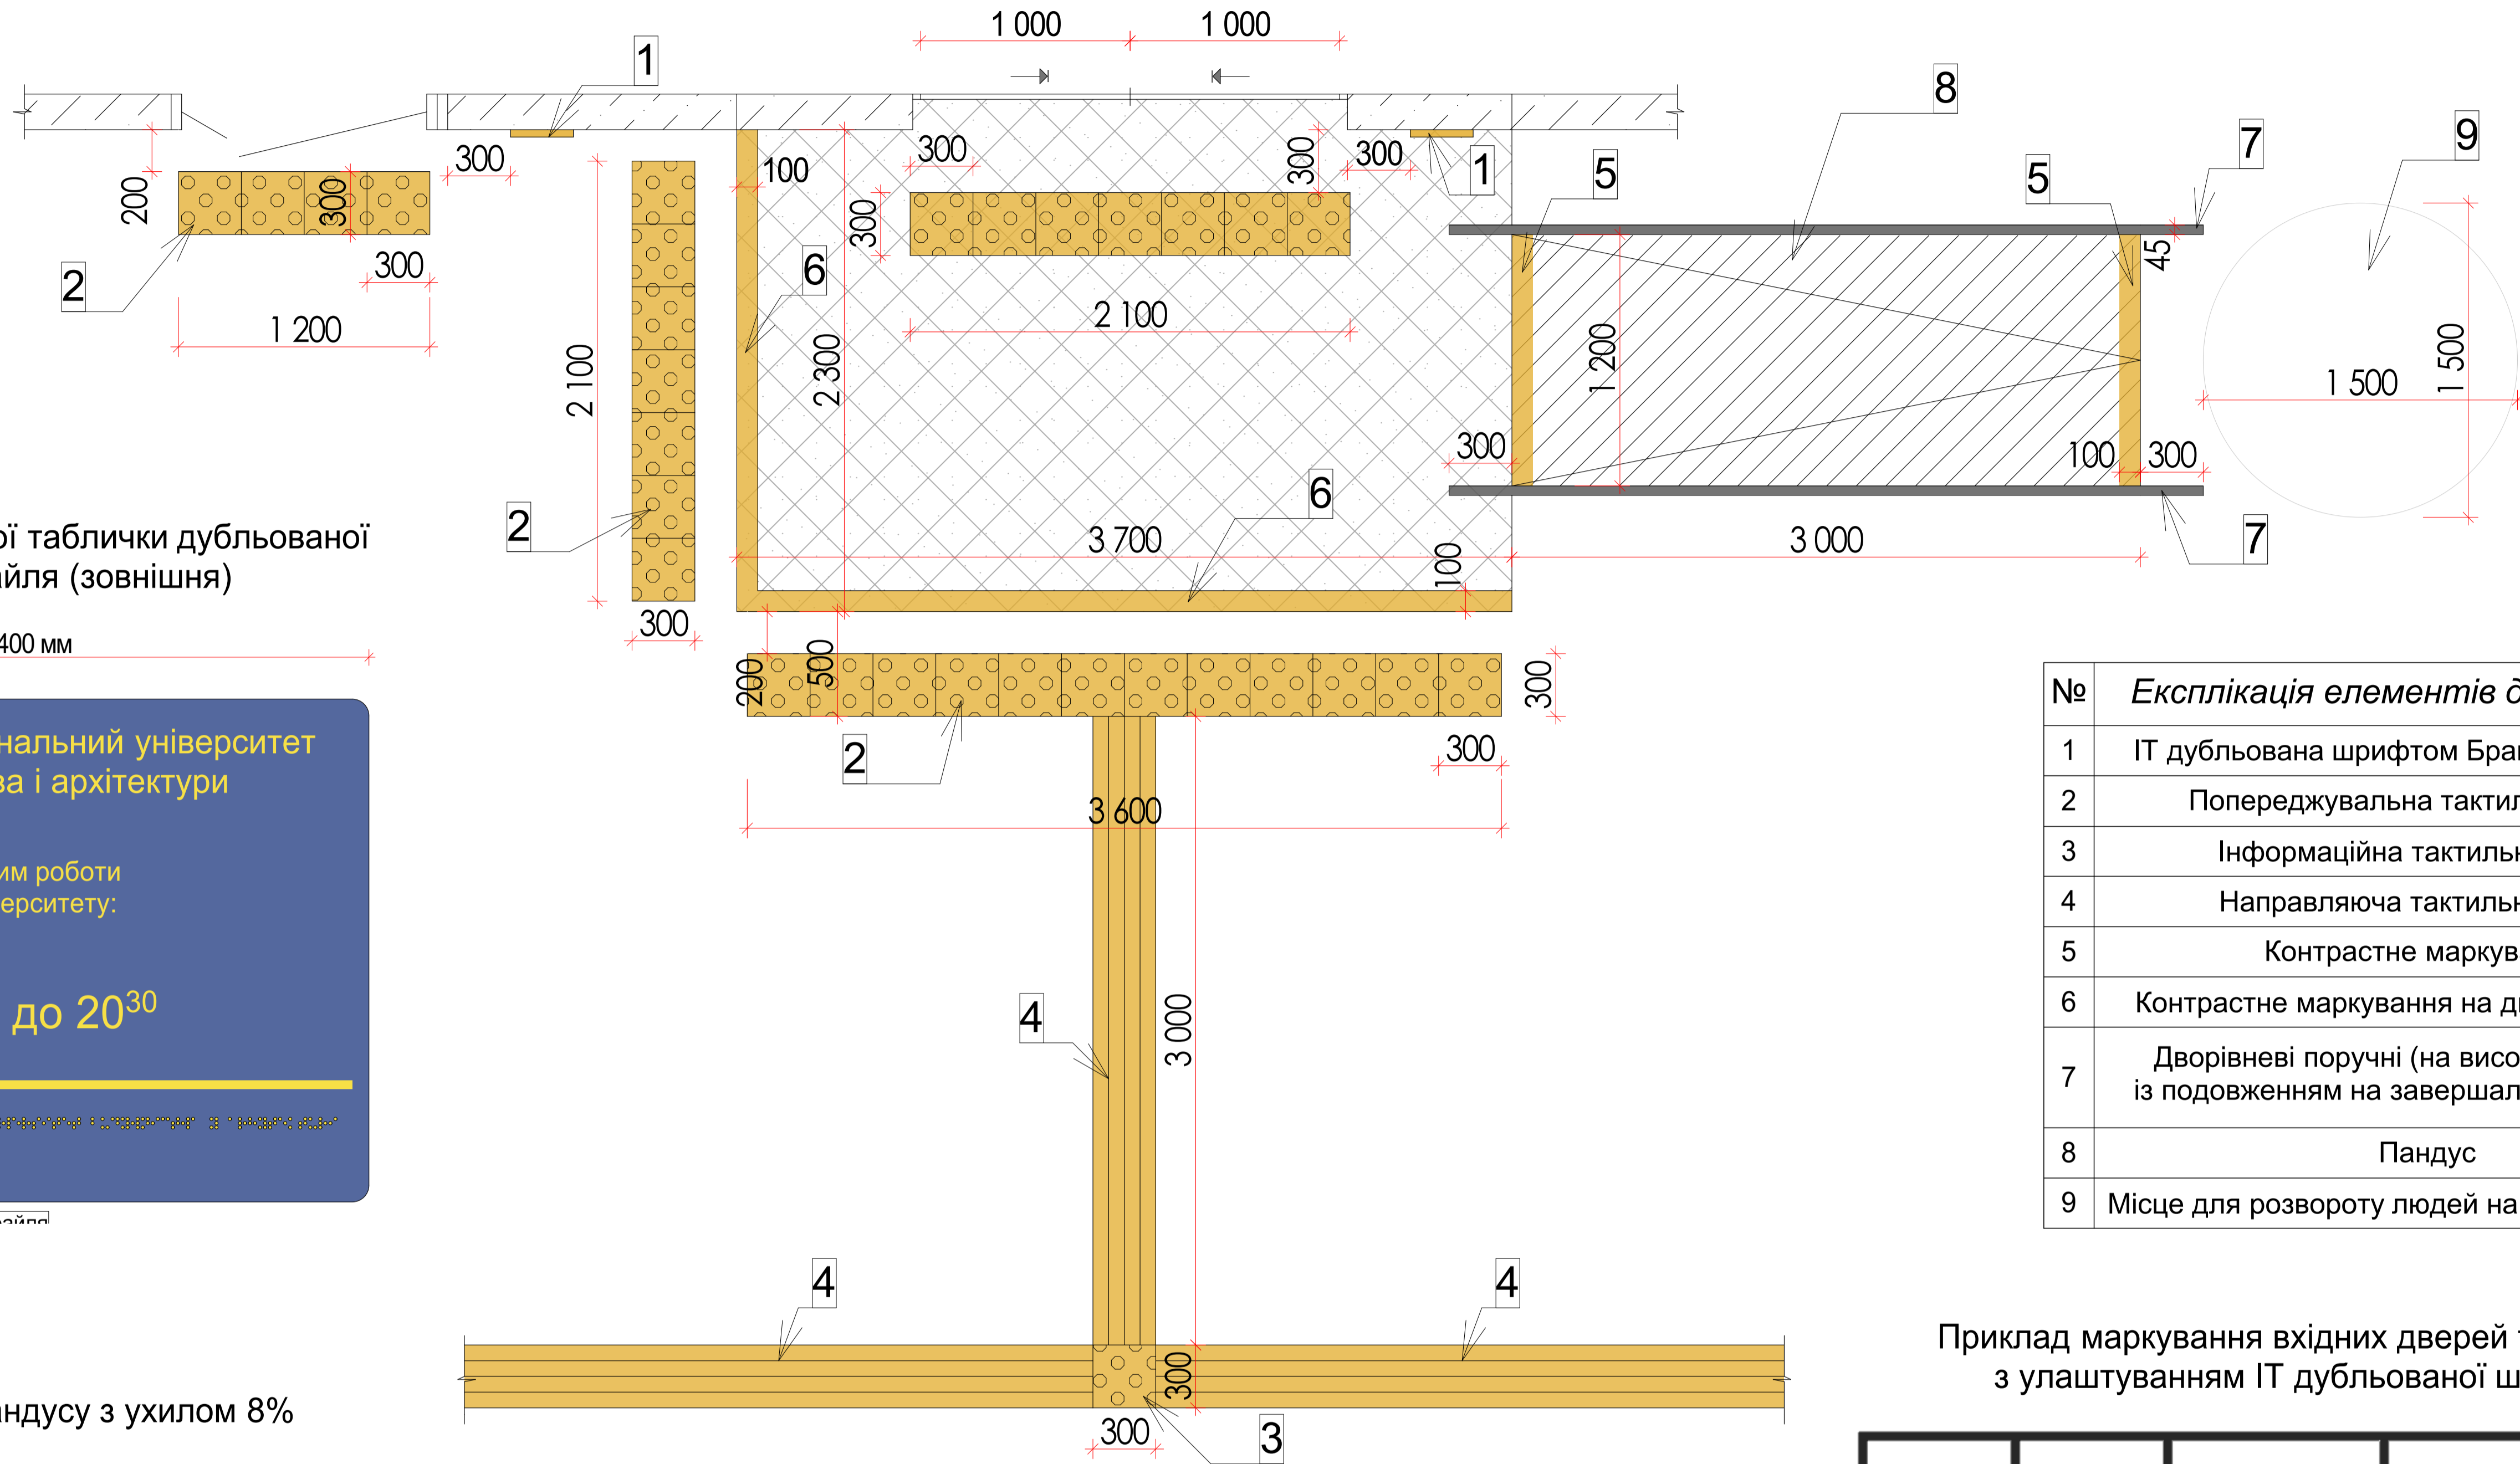 1 000
1 000
1
8
7
9
300
100
300
300
300
1
5
5
200
300
300
45
2
300
6
1 200
2 100
2 100
2 300
1 200
1 500
1 500
300
100
300
2
6
ої таблички дубльованої
айля (зовнішня)
3 700
100
3 000
7
400 мм
300
200
500
300
нальний університет
ва і архітектури
2
300
3 600
им роботи
ерситету:
до 20³⁰
4
3 000
№
Експлікація елементів д
1
ІТ дубльована шрифтом Бра
2
Попереджувальна тактил
3
Інформаційна тактиль
4
Направляюча тактиль
5
Контрастне маркув
6
Контрастне маркування на д
7
Дворівневі поручні (на висо
із подовженням на завершал
8
Пандус
9
Місце для розвороту людей на
4
4
300
300
3
андусу з ухилом 8%
Приклад маркування вхідних дверей
з улаштуванням ІТ дубльованої ш